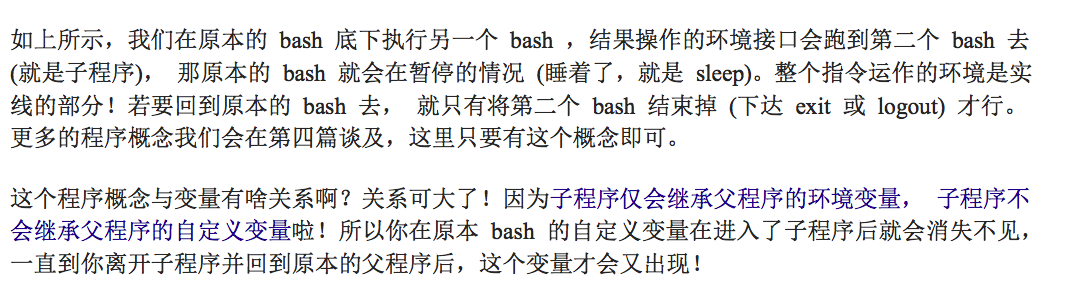 如上所示，我们在原本的 bash 底下执行另一个 bash ，结果操作的环境接口会跑到第二个 bash 去
(就是子程序)， 那原本的 bash 就会在暂停的情况 (睡着了，就是 sleep)。整个指令运作的环境是实
线的部分！若要回到原本的 bash 去， 就只有将第二个 bash 结束掉 (下达 exit 或 logout) 才行。
更多的程序概念我们会在第四篇谈及，这里只要有这个概念即可。
这个程序概念与变量有啥关系啊？关系可大了！因为子程序仅会继承父程序的环境变量， 子程序不
会继承父程序的自定义变量啦！所以你在原本 bash 的自定义变量在进入了子程序后就会消失不见，
一直到你离开子程序并回到原本的父程序后，这个变量才会又出现！